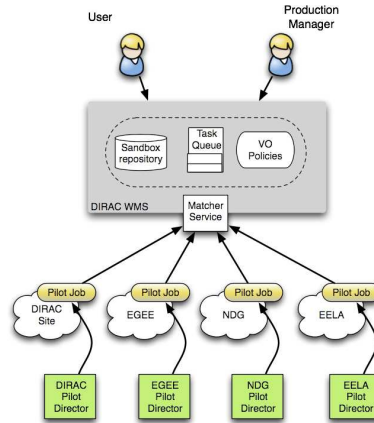 User
Production
Manager
Sandbox
repository
Task
Queue
VO
Policies
DIRAC WMS
Matcher
Service
Pilot Job
Pilot Job
Pilot Job
Pilot Job
DIRAC
Site
EGEE
NDG
EELA
DIRAC
Pilot
Director
EGEE
Pilot
Director
NDG
Pilot
Director
EELA
Pilot
Director